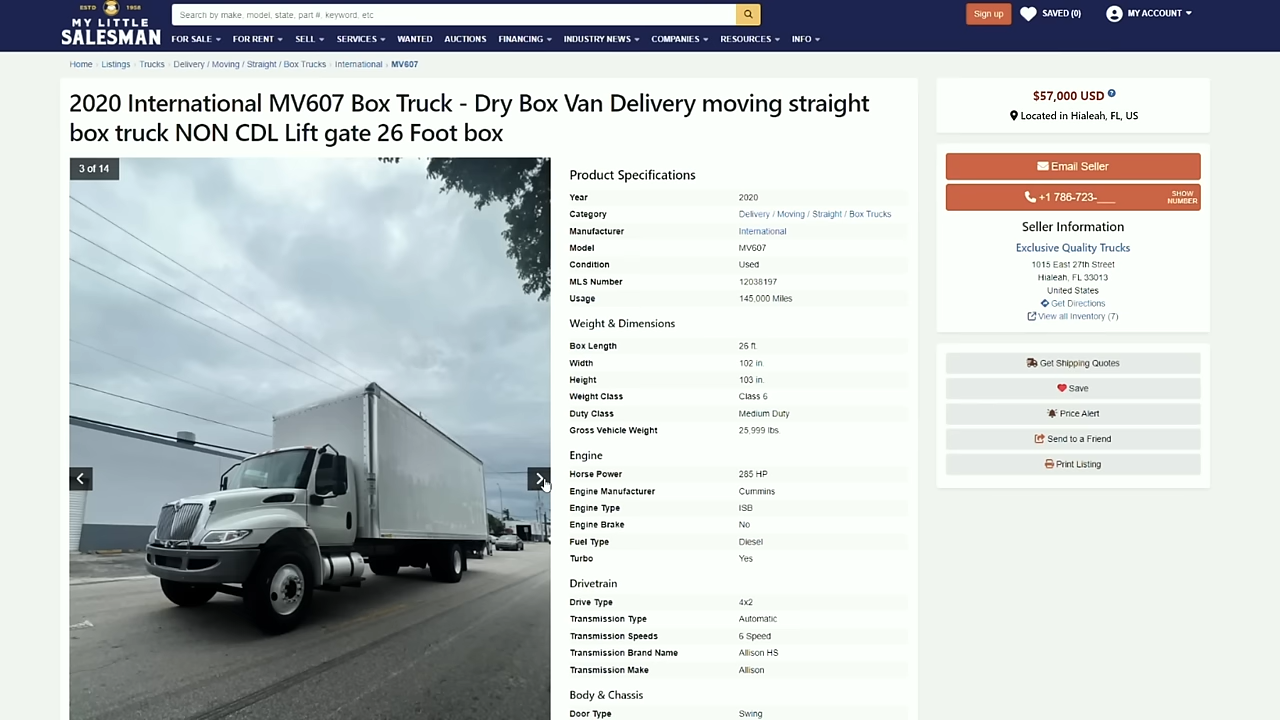 ESTD 1958
MY LITTLE
SALESMAN
Search by make, model, state, part #, keyword, etc
Sign up
SAVED (0)
MY ACCOUNT
FOR SALE
FOR RENT
SELL
SERVICES
WANTED
AUCTIONS
FINANCING
INDUSTRY NEWS
COMPANIES
RESOURCES
INFO
Home › Listings › Trucks › Delivery / Moving / Straight / Box Trucks › International › MV607
2020 International MV607 Box Truck - Dry Box Van Delivery moving straight
box truck NON CDL Lift gate 26 Foot box
3 of 14
Product Specifications
Year 2020
Category Delivery / Moving / Straight / Box Trucks
Manufacturer International
Model MV607
Condition Used
MLS Number 12038197
Usage 145,000 Miles
Weight & Dimensions
Box Length 26 ft
Width 102 in.
Height 103 in.
Weight Class Class 6
Duty Class Medium Duty
Gross Vehicle Weight 25,999 lbs
Engine
Horse Power 285 HP
Engine Manufacturer Cummins
Engine Type ISB
Engine Brake No
Fuel Type Diesel
Turbo Yes
Drivetrain
Drive Type 4x2
Transmission Type Automatic
Transmission Speeds 6 Speed
Transmission Brand Name Allison HS
Transmission Make Allison
Body & Chassis
Door Type Swing
$57,000 USD
Located in Hialeah, FL, US
Email Seller
+1 786-723-___ SHOW NUMBER
Seller Information
Exclusive Quality Trucks
1015 East 27th Street
Hialeah, FL 33013
United States
Get Directions
View all Inventory (7)
Get Shipping Quotes
Save
Price Alert
Send to a Friend
Print Listing